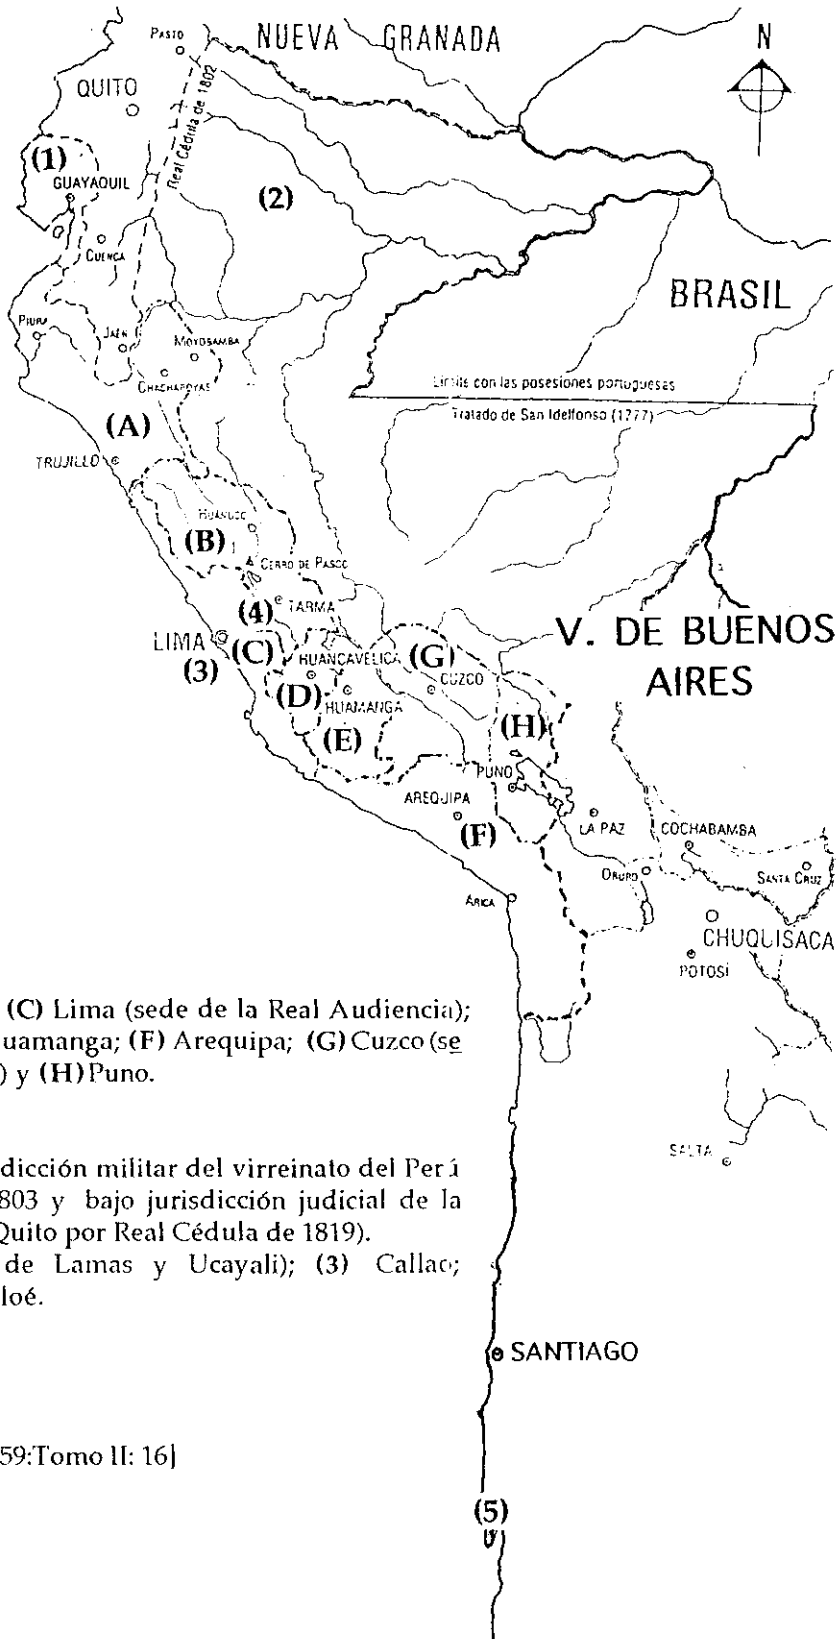 PASTO
NUEVA GRANADA
N
QUITO
Real Cédula de 1802
(1)
GUAYAQUIL
(2)
CUENCA
BRASIL
PIURA
JAÉN
MOYOBAMBA
CHACHAPOYAS
Límite con las posesiones portuguesas
Tratado de San Idelfonso (1777)
(A)
TRUJILLO
HUÁNUCO
(B)
CERRO DE PASCO
(4)
TARMA
V. DE BUENOS
AIRES
LIMA
(3)
(C)
HUANCAVELICA
(G)
CUZCO
(D)
HUAMANGA
(E)
(H)
PUNO
AREQUIPA
(F)
LA PAZ
COCHABAMBA
ORURO
SANTA CRUZ
ARICA
CHUQUISACA
POTOSÍ
(C) Lima (sede de la Real Audiencia);
uamanga; (F) Arequipa; (G) Cuzco (se
) y (H) Puno.
SALTA
dicción militar del virreinato del Perú
803 y bajo jurisdicción judicial de la
Quito por Real Cédula de 1819).
de Lamas y Ucayali); (3) Callao;
loé.
SANTIAGO
59:Tomo II: 16]
(5)